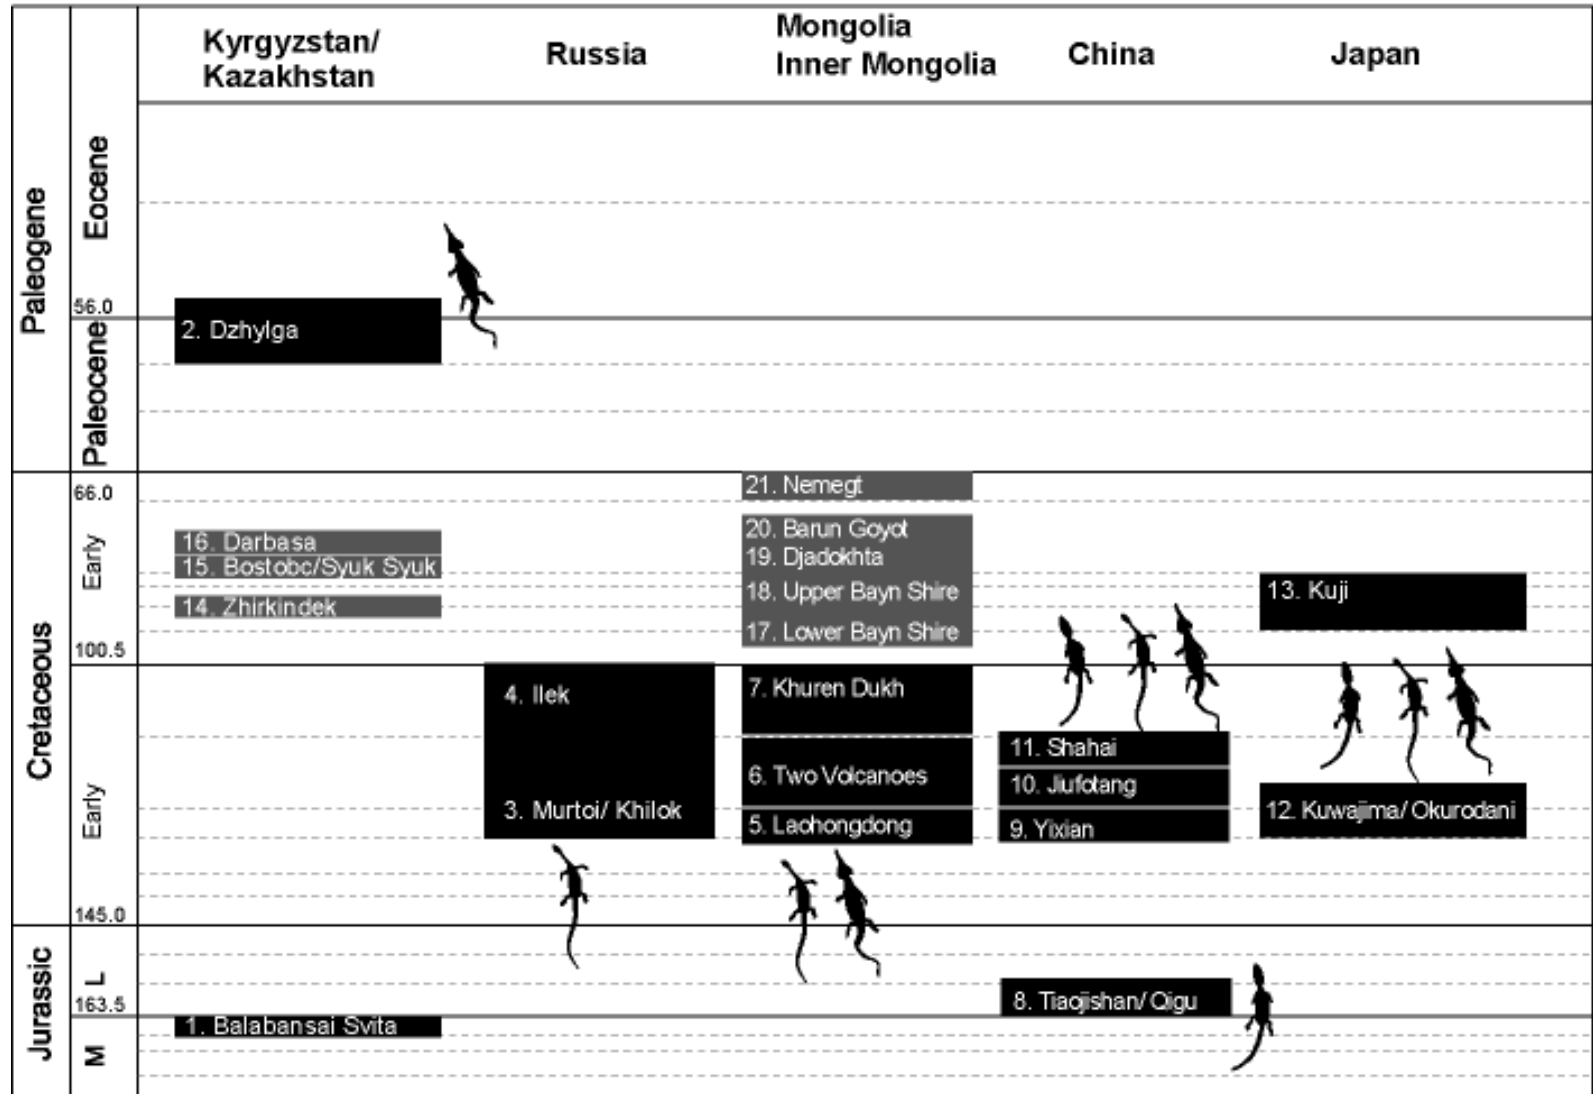 Kyrgyzstan/
Kazakhstan
Russia
Mongolia
Inner Mongolia
China
Japan
Paleogene
Eocene
56.0
2. Dzhylga
Paleocene
66.0
21. Nemegt
Early
16. Darbasa
15. Bostobc/Syuk Syuk
14. Zhirkindek
20. Barun Goyot
19. Djadokhta
18. Upper Bayn Shire
17. Lower Bayn Shire
13. Kuji
Cretaceous
100.5
4. Ilek
7. Khuren Dukh
11. Shahai
6. Two Volcanoes
10. Jiufotang
Early
3. Murtoi/ Khilok
5. Laohongdong
9. Yixian
12. Kuwajima/ Okurodani
145.0
Jurassic
L
163.5
8. Tiaojishan/ Qigu
1. Balabansai Svita
M